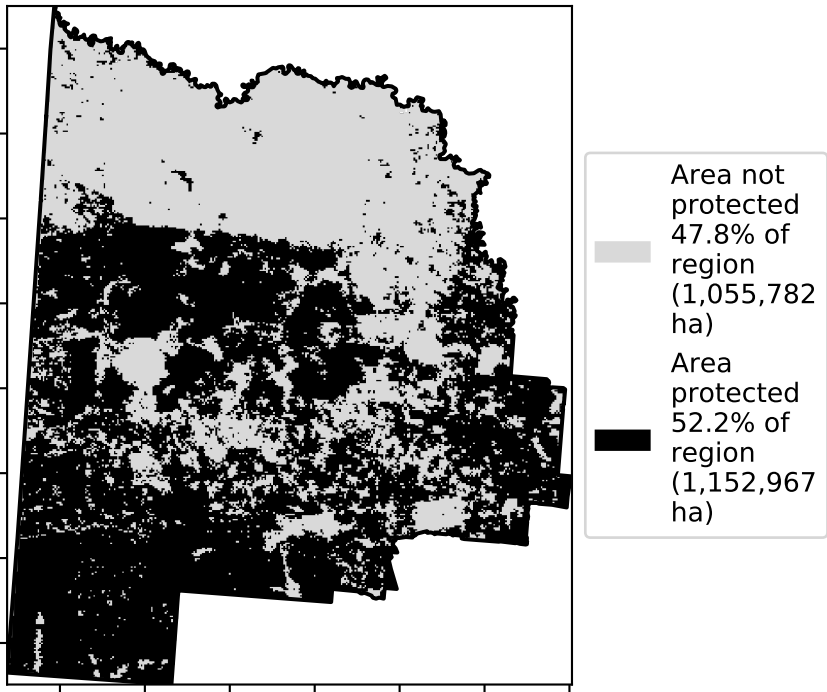 Area not
protected
47.8% of
region
(1,055,782
ha)
Area
protected
52.2% of
region
(1,152,967
ha)